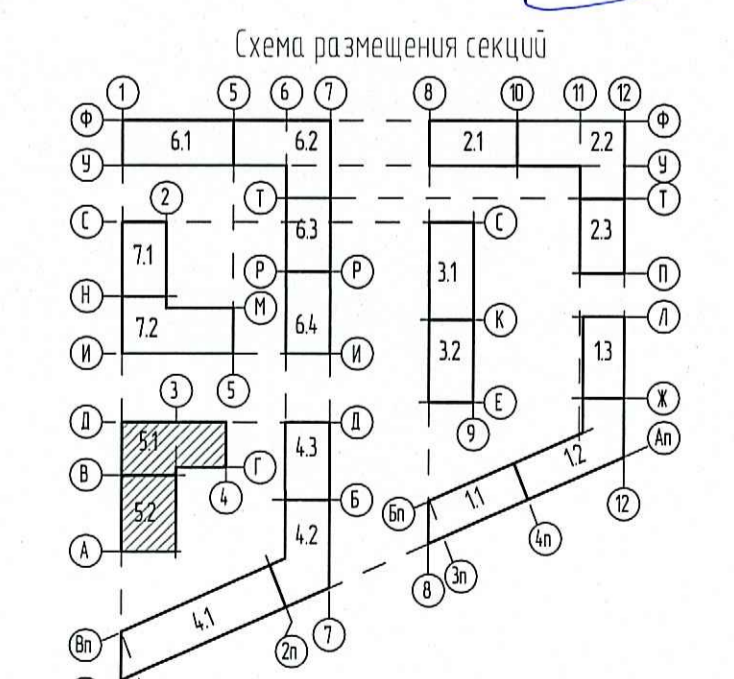 Схема размещения секций
1 5 6 7 8 10 11 12
Ф 6.1 6.2 2.1 2.2 Ф
У У
2 Т Т
С 6.3 С 2.3
7.1 Р Р 3.1 П
Н М К Л
7.2 6.4 1.3
И И 3.2
3 5 Е Ж
Д 5.1 Д 9 Ап
4.3 1.2
В Г 4
5.2 Б Бп 1.1 12
А 4.2 4п
8 3п
4.1
Вп 2п 7